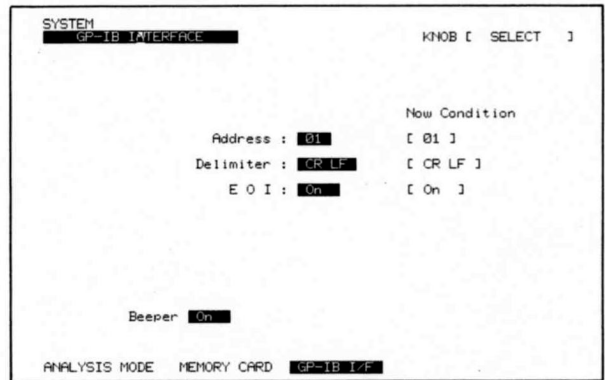 SYSTEM
GP-IB INTERFACE KNOB [ SELECT ]
Now Condition
Address : 01 [ 01 ]
Delimiter : CR LF [ CR LF ]
E O I : On [ On ]
Beeper On
ANALYSIS MODE MEMORY CARD GP-IB I/F